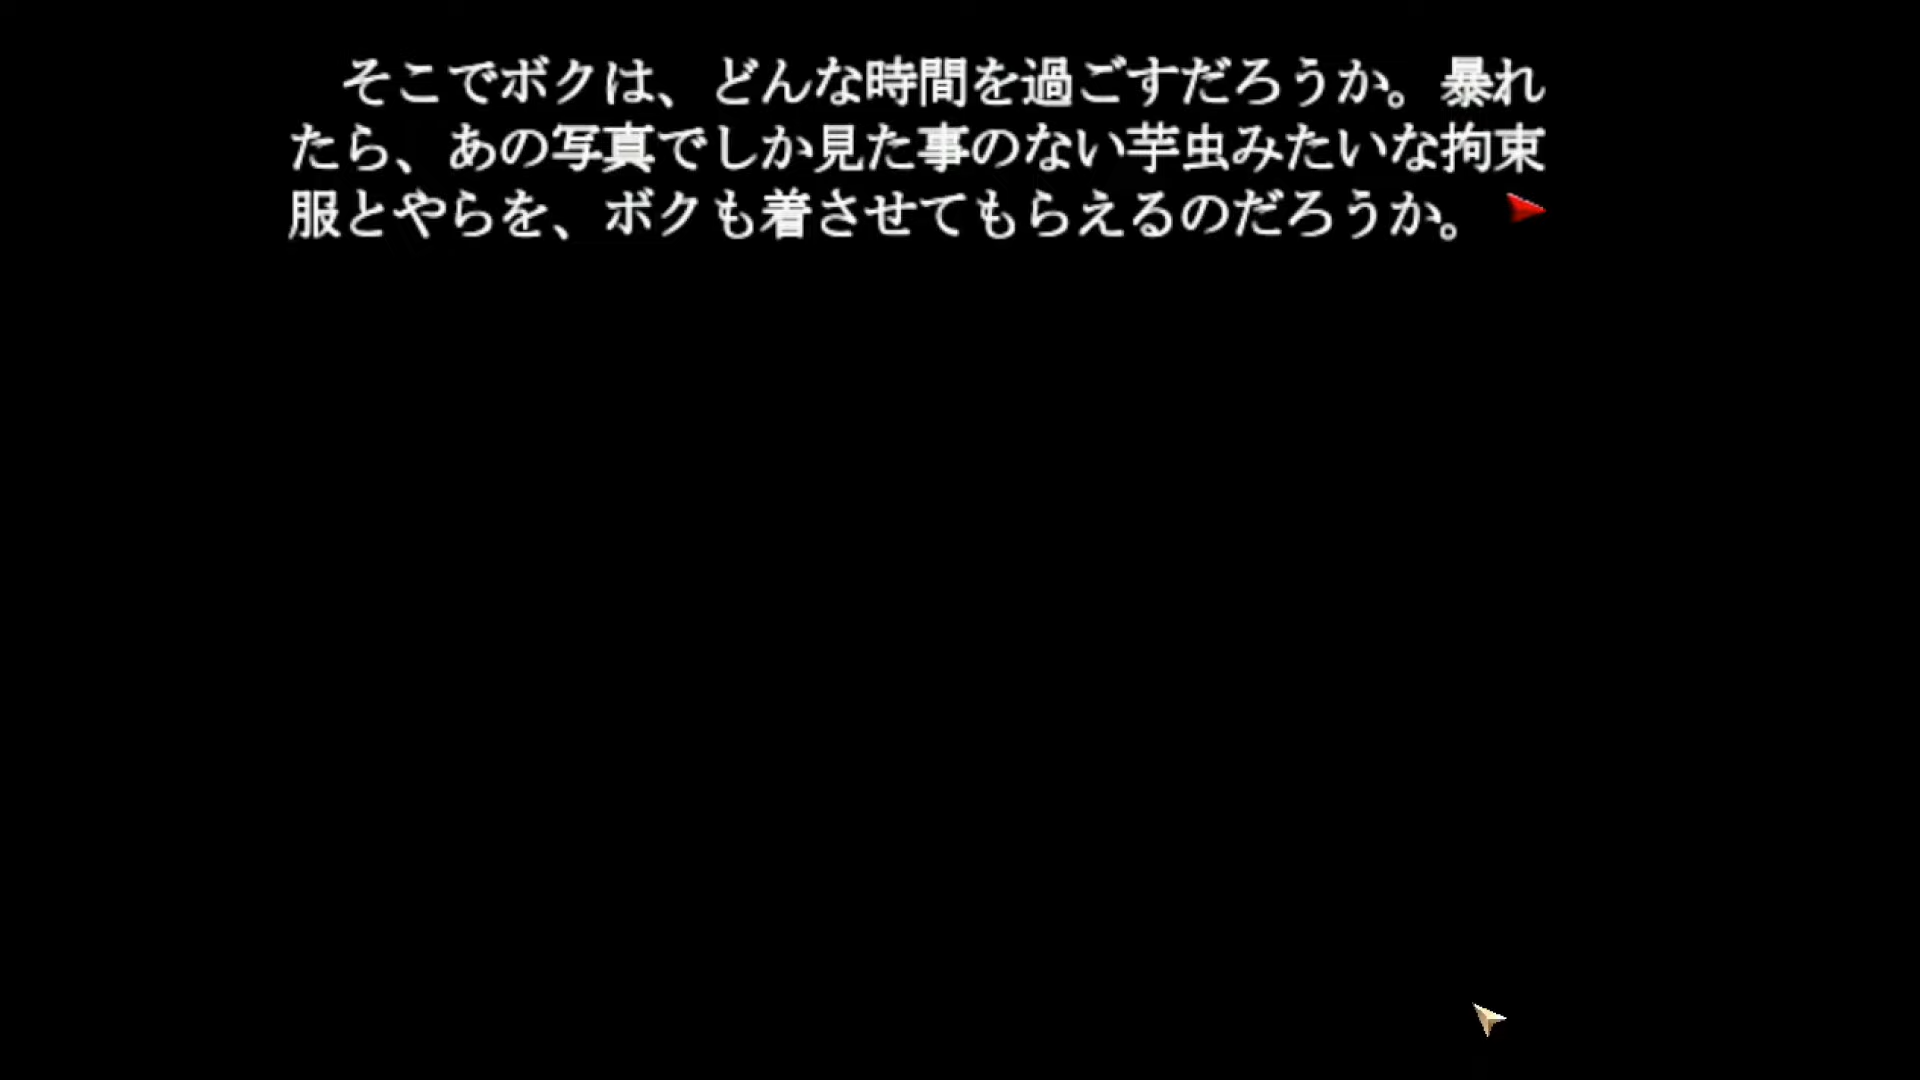 そこでボクは、どんな時間を過ごすだろうか。暴れ
たら、あの写真でしか見た事のない芋虫みたいな拘束
服とやらを、ボクも着させてもらえるのだろうか。